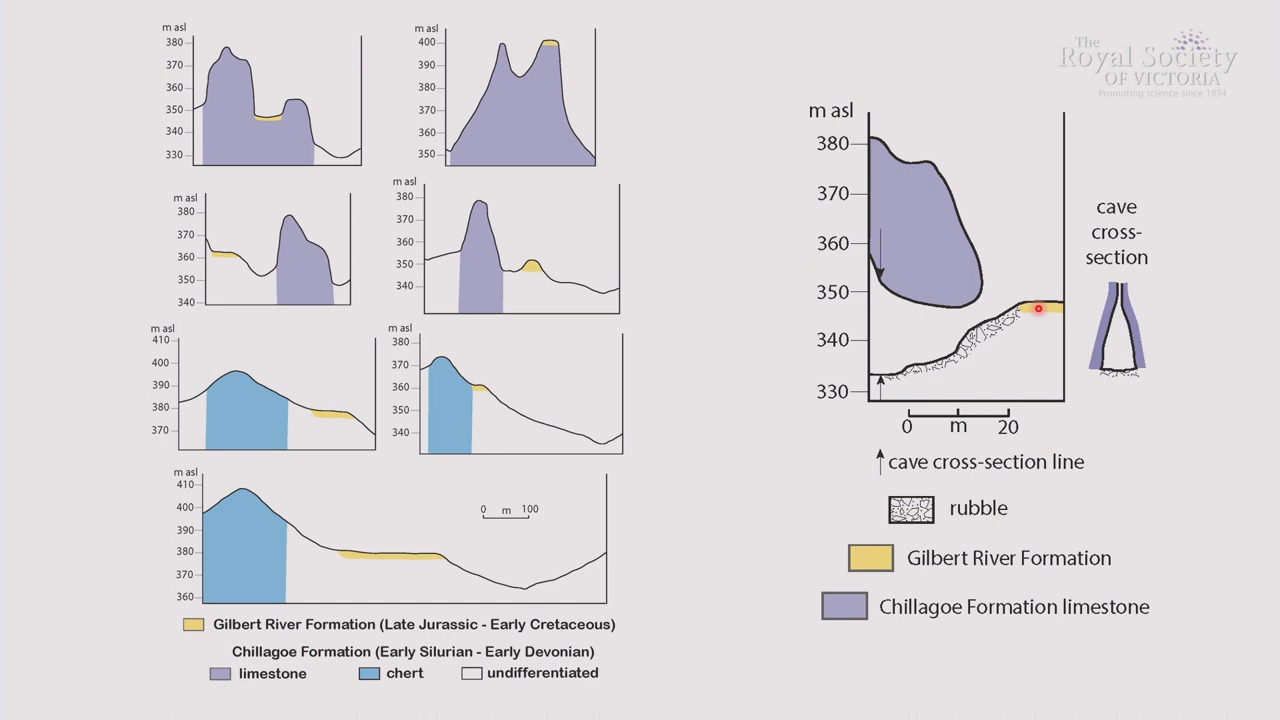 m asl
380
370
360
350
340
330
m asl
400
390
380
370
360
350
m asl
380
370
360
350
340
m asl
380
370
360
350
340
m asl
410
400
390
380
370
m asl
380
370
360
350
340
m asl
410
400
390
380
370
360
0 m 100
Gilbert River Formation (Late Jurassic - Early Cretaceous)
Chillagoe Formation (Early Silurian - Early Devonian)
limestone chert undifferentiated
The
Royal Society
OF VICTORIA
Promoting science since 1854
m asl
380
370
360
350
340
330
0 m 20
cave
cross-
section
cave cross-section line
rubble
Gilbert River Formation
Chillagoe Formation limestone